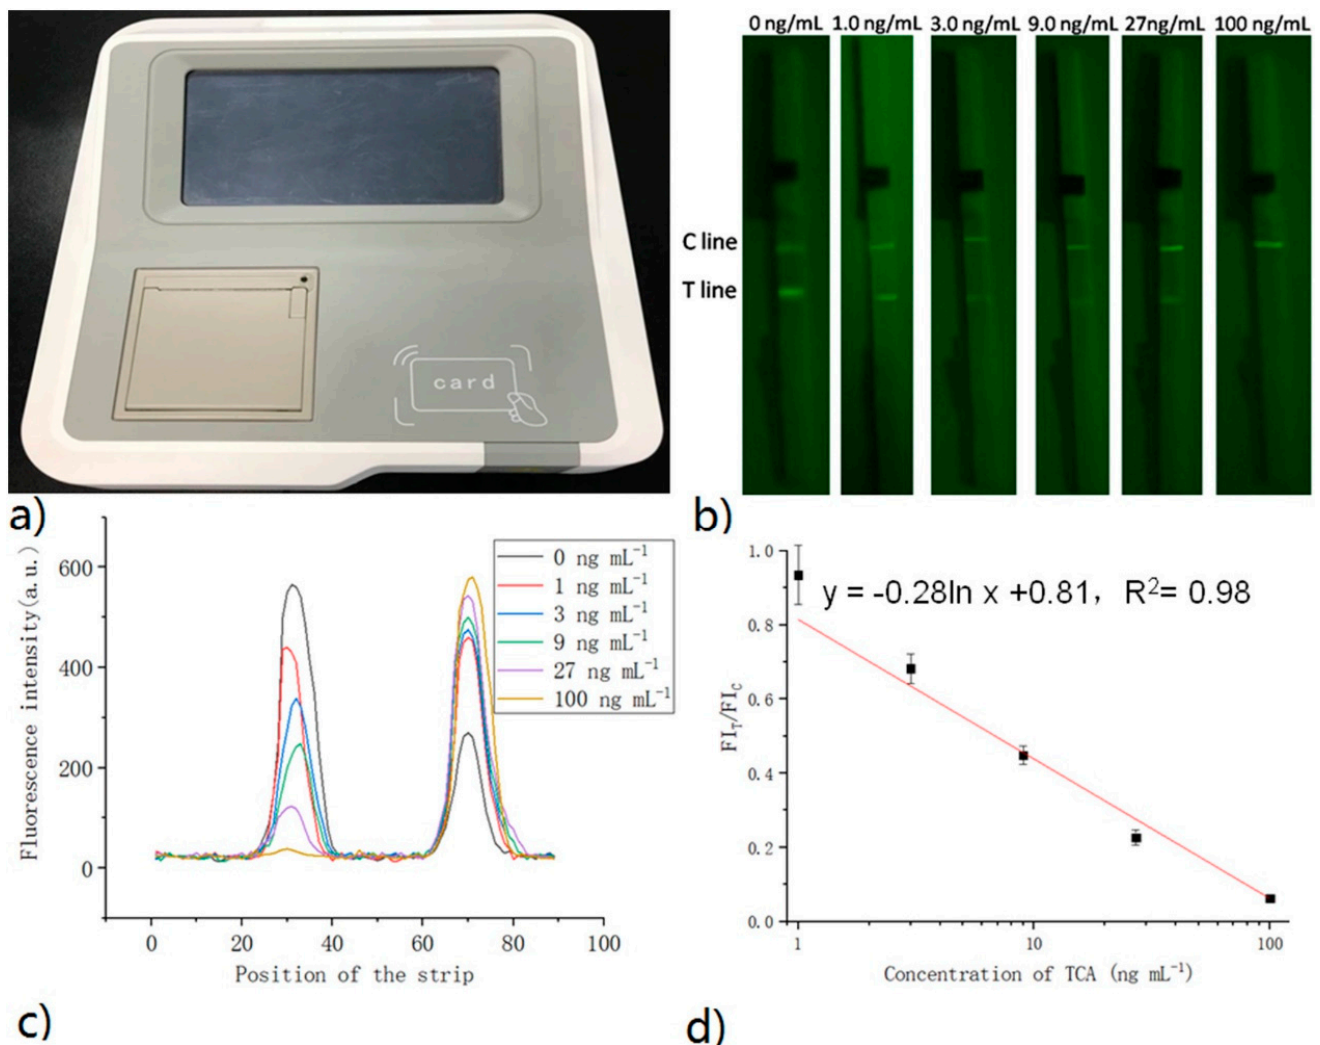 0 ng/mL 1.0 ng/mL 3.0 ng/mL 9.0 ng/mL 27ng/mL 100 ng/mL
C line
T line
card
a)
b)
Fluorescence intensity(a.u.)
600
400
200
0
0 ng mL⁻¹
1 ng mL⁻¹
3 ng mL⁻¹
9 ng mL⁻¹
27 ng mL⁻¹
100 ng mL⁻¹
0 20 40 60 80 100
Position of the strip
c)
FI_T/FI_C
1.0
0.8
0.6
0.4
0.2
0.0
y = -0.28ln x +0.81, R²= 0.98
1 10 100
Concentration of TCA (ng mL⁻¹)
d)